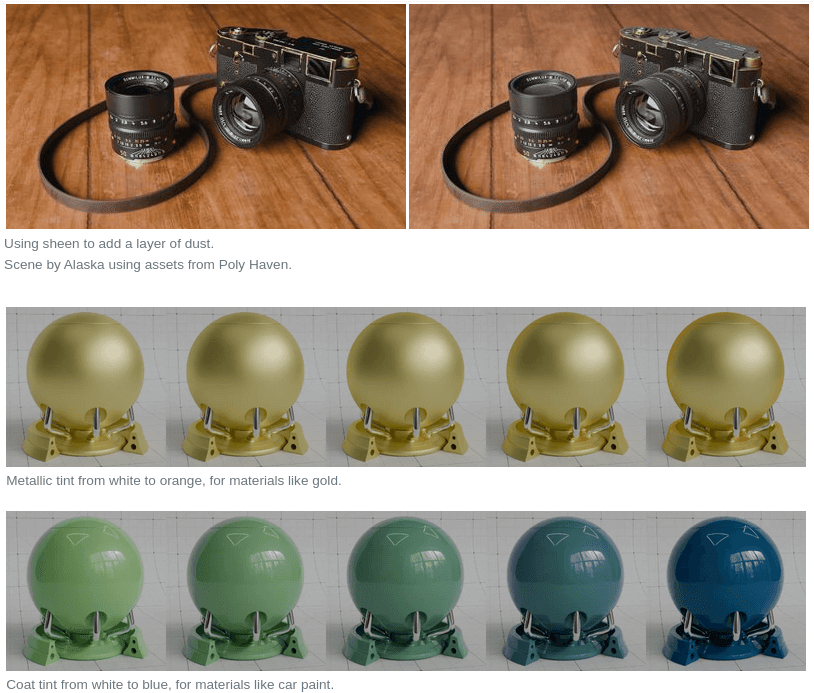 Using sheen to add a layer of dust.
Scene by Alaska using assets from Poly Haven.
Metallic tint from white to orange, for materials like gold.
Coat tint from white to blue, for materials like car paint.